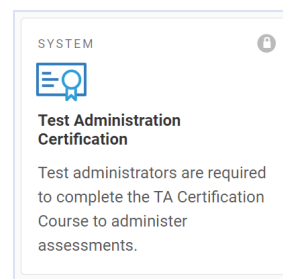 SYSTEM
Test Administration
Certification
Test administrators are required
to complete the TA Certification
Course to administer
assessments.